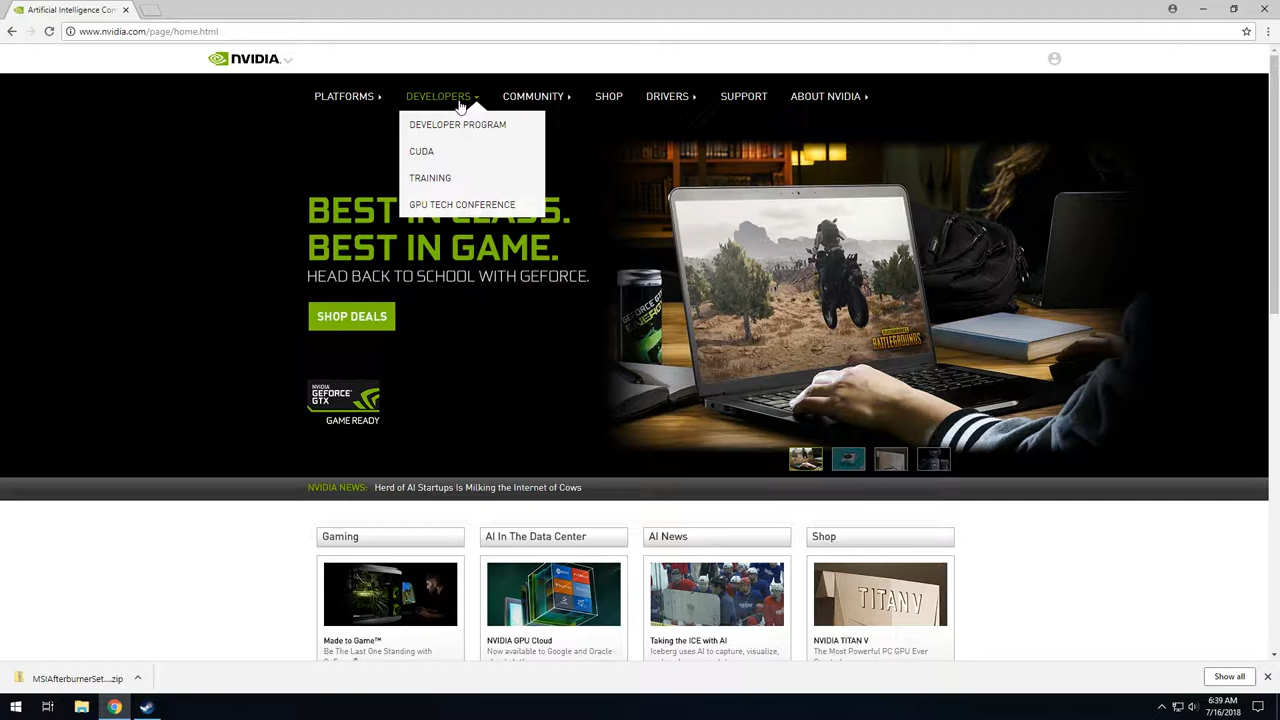 Artificial Intelligence Con
www.nvidia.com/page/home.html
NVIDIA.
PLATFORMS DEVELOPERS COMMUNITY SHOP DRIVERS SUPPORT ABOUT NVIDIA
DEVELOPER PROGRAM
CUDA
TRAINING
GPU TECH CONFERENCE
BEST IN CLASS.
BEST IN GAME.
HEAD BACK TO SCHOOL WITH GEFORCE.
SHOP DEALS
GEFORCE GTX
BATTLEGROUNDS
NVIDIA
GEFORCE
GTX
GAME READY
NVIDIA NEWS: Herd of AI Startups Is Milking the Internet of Cows
Gaming
AI In The Data Center
AI News
Shop
TITAN V
Made to Game™
Be The Last One Standing with
NVIDIA GPU Cloud
Now available to Google and Oracle
Taking the ICE with AI
Iceberg uses AI to capture, visualize,
NVIDIA TITAN V
The Most Powerful PC GPU Ever
MSIAfterburnerSet....zip
Show all
6:39 AM
7/16/2018